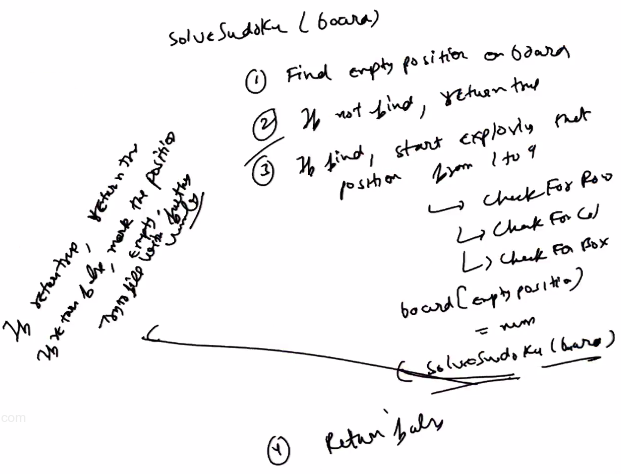 solveSudoku(board)
① Find empty position on board
② If not find, return true
③ If find, start exploring that
position from 1 to 9
→ Check For Row
→ Check For Col
→ Check For Box
board[empty position]
= num
solveSudoku(board)
If return true, return true
If return false, mark the position
empty,
try to fill with further
④ Return false
com